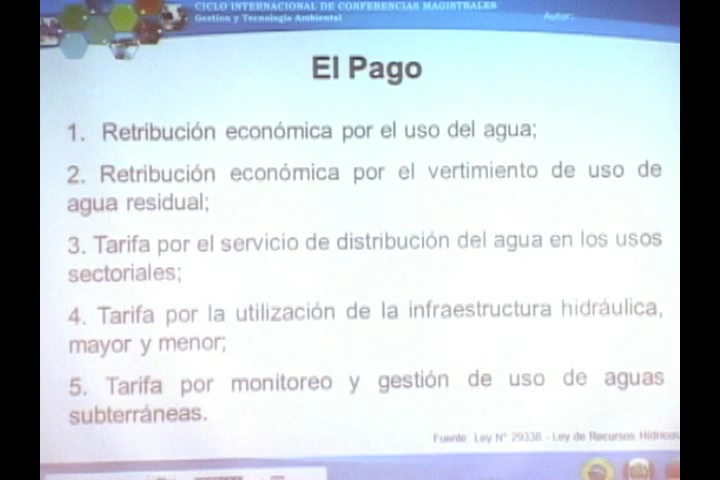 CICLO INTERNACIONAL DE CONFERENCIAS MAGISTRALES
Gestion y Tecnología Ambiental
Autor:
El Pago
1. Retribución económica por el uso del agua;
2. Retribución económica por el vertimiento de uso de
agua residual;
3. Tarifa por el servicio de distribución del agua en los usos
sectoriales;
4. Tarifa por la utilización de la infraestructura hidráulica,
mayor y menor;
5. Tarifa por monitoreo y gestión de uso de aguas
subterráneas.
Fuente: Ley N° 29338 - Ley de Recursos Hídricos